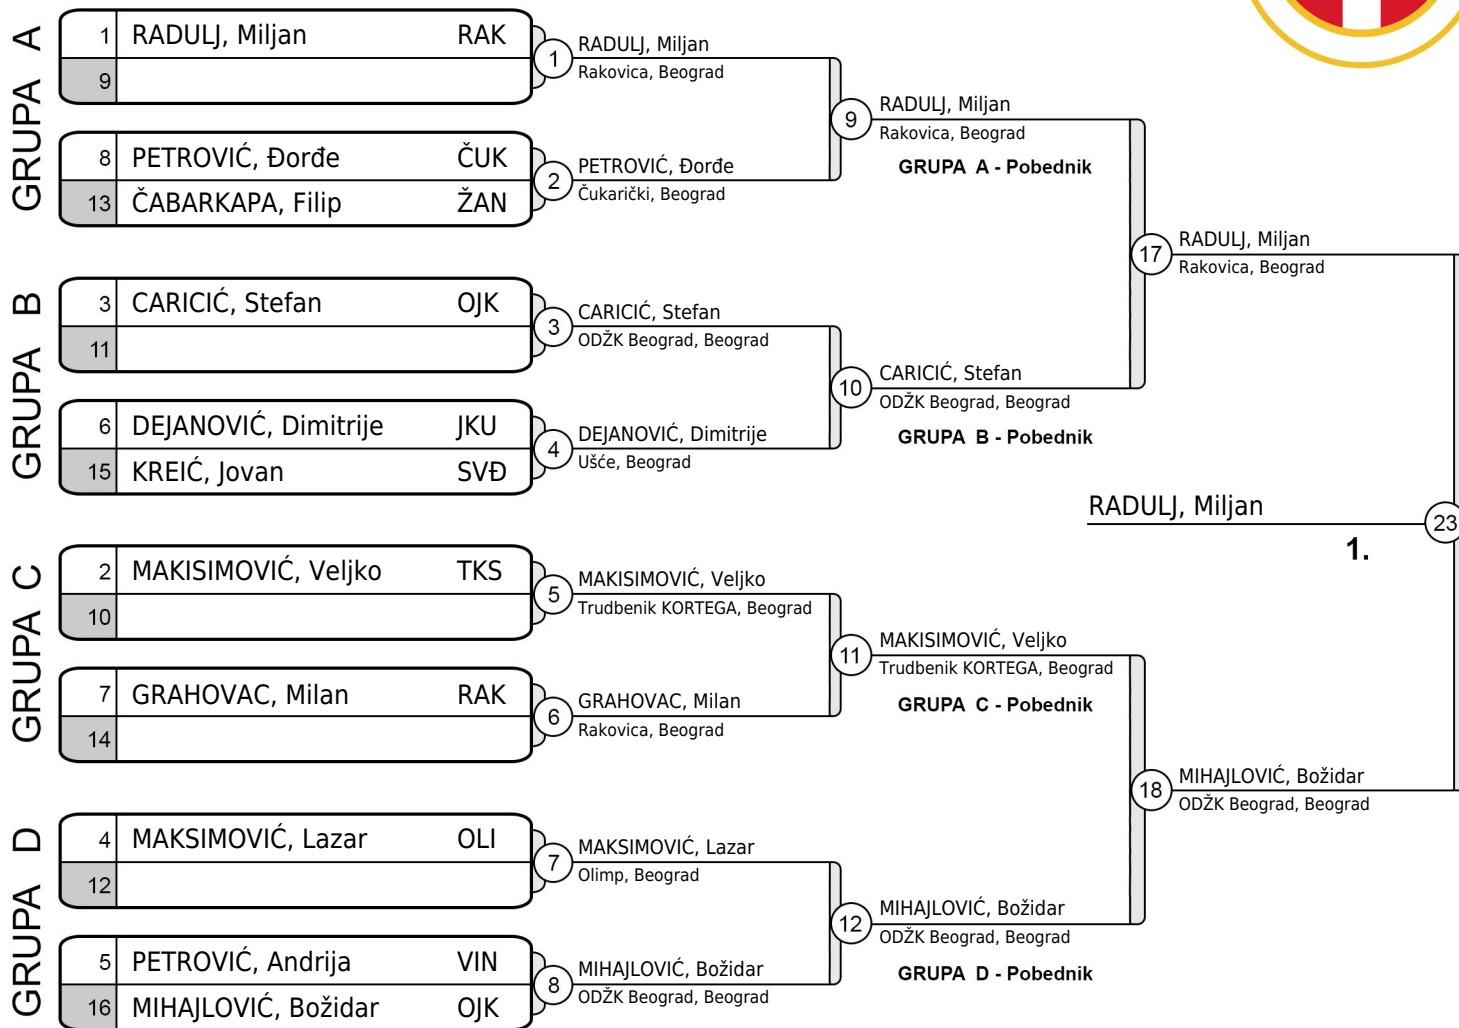 GRUPA A
1 RADULJ, Miljan RAK
9
8 PETROVIĆ, Đorđe ČUK
13 ČABARKAPA, Filip ŽAN
GRUPA B
3 CARICIĆ, Stefan OJK
11
6 DEJANOVIĆ, Dimitrije JKU
15 KREIĆ, Jovan SVĐ
GRUPA C
2 MAKISIMOVIĆ, Veljko TKS
10
7 GRAHOVAC, Milan RAK
14
GRUPA D
4 MAKSIMOVIĆ, Lazar OLI
12
5 PETROVIĆ, Andrija VIN
16 MIHAJLOVIĆ, Božidar OJK
1 RADULJ, Miljan
Rakovica, Beograd
2 PETROVIĆ, Đorđe
Čukarički, Beograd
3 CARICIĆ, Stefan
ODŽK Beograd, Beograd
4 DEJANOVIĆ, Dimitrije
Ušće, Beograd
5 MAKISIMOVIĆ, Veljko
Trudbenik KORTEGA, Beograd
6 GRAHOVAC, Milan
Rakovica, Beograd
7 MAKSIMOVIĆ, Lazar
Olimp, Beograd
8 MIHAJLOVIĆ, Božidar
ODŽK Beograd, Beograd
9 RADULJ, Miljan
Rakovica, Beograd
GRUPA A - Pobednik
10 CARICIĆ, Stefan
ODŽK Beograd, Beograd
GRUPA B - Pobednik
11 MAKISIMOVIĆ, Veljko
Trudbenik KORTEGA, Beograd
GRUPA C - Pobednik
12 MIHAJLOVIĆ, Božidar
ODŽK Beograd, Beograd
GRUPA D - Pobednik
17 RADULJ, Miljan
Rakovica, Beograd
18 MIHAJLOVIĆ, Božidar
ODŽK Beograd, Beograd
RADULJ, Miljan 23
1.